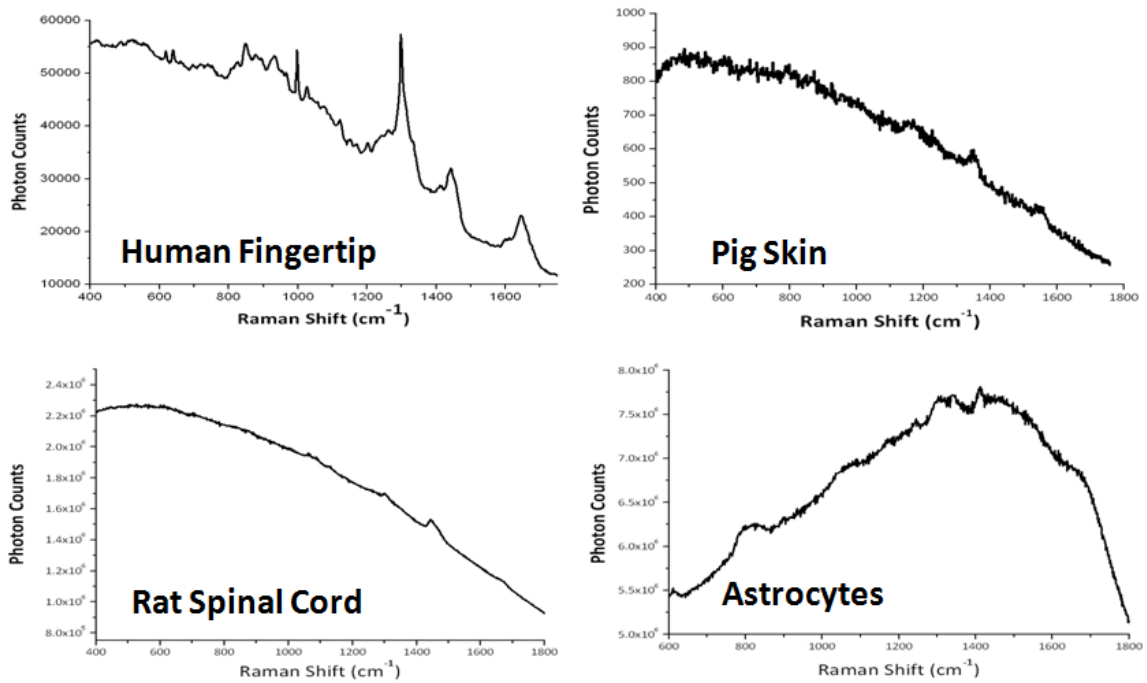 60000
50000
40000
30000
20000
10000
Photon Counts
Human Fingertip
400 600 800 1000 1200 1400 1600
Raman Shift (cm⁻¹)
1000
900
800
700
600
500
400
300
200
Photon Counts
Pig Skin
400 600 800 1000 1200 1400 1600 1800
Raman Shift (cm⁻¹)
2.4x10⁶
2.2x10⁶
2.0x10⁶
1.8x10⁶
1.6x10⁶
1.4x10⁶
1.2x10⁶
1.0x10⁶
8.0x10⁵
Photon Counts
Rat Spinal Cord
400 600 800 1000 1200 1400 1600 1800
Raman Shift (cm⁻¹)
8.0x10⁶
7.5x10⁶
7.0x10⁶
6.5x10⁶
6.0x10⁶
5.5x10⁶
5.0x10⁶
Photon Counts
Astrocytes
600 800 1000 1200 1400 1600 1800
Raman Shift (cm⁻¹)